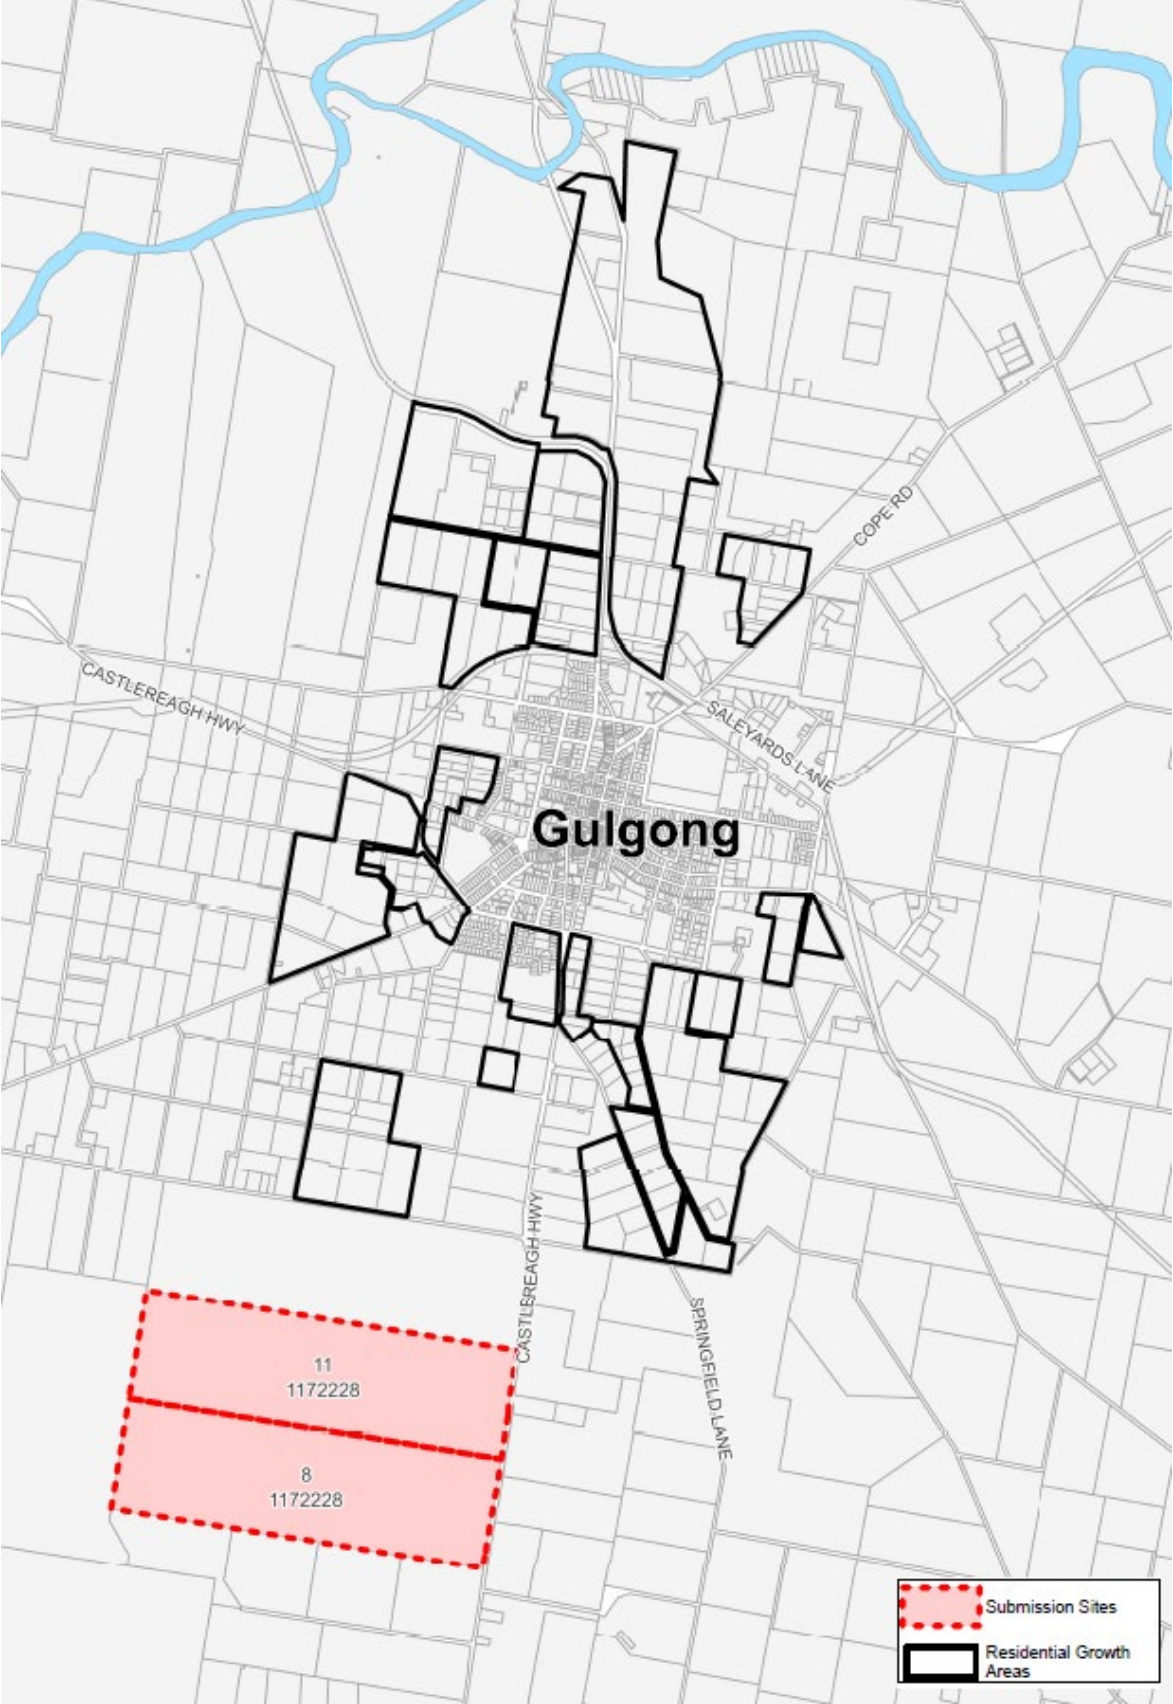 COPE RD
CASTLEREAGH HWY
SALEYARDS LANE
Gulgong
CASTLEREAGH HWY
SPRINGFIELD LANE
11
1172228
8
1172228
Submission Sites
Residential Growth
Areas